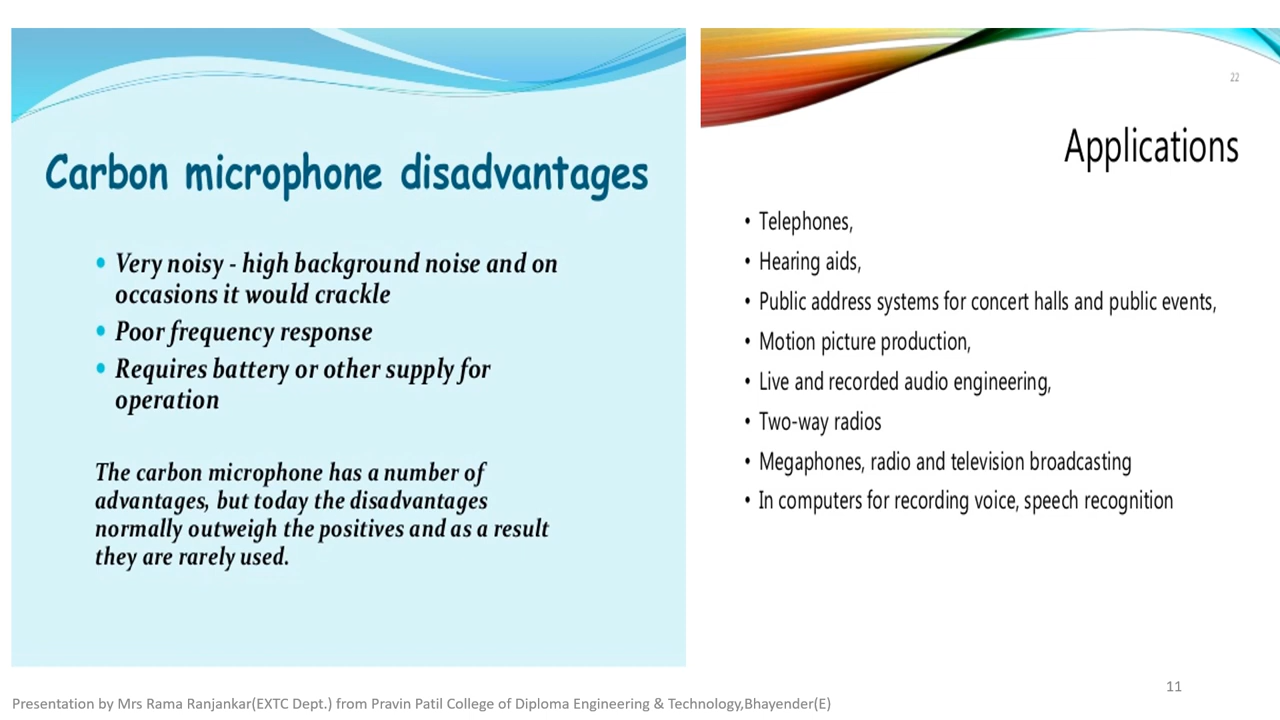 Carbon microphone disadvantages
• Very noisy - high background noise and on
occasions it would crackle
• Poor frequency response
• Requires battery or other supply for
operation
The carbon microphone has a number of
advantages, but today the disadvantages
normally outweigh the positives and as a result
they are rarely used.
22
Applications
• Telephones,
• Hearing aids,
• Public address systems for concert halls and public events,
• Motion picture production,
• Live and recorded audio engineering,
• Two-way radios
• Megaphones, radio and television broadcasting
• In computers for recording voice, speech recognition
11
Presentation by Mrs Rama Ranjankar(EXTC Dept.) from Pravin Patil College of Diploma Engineering & Technology,Bhayender(E)